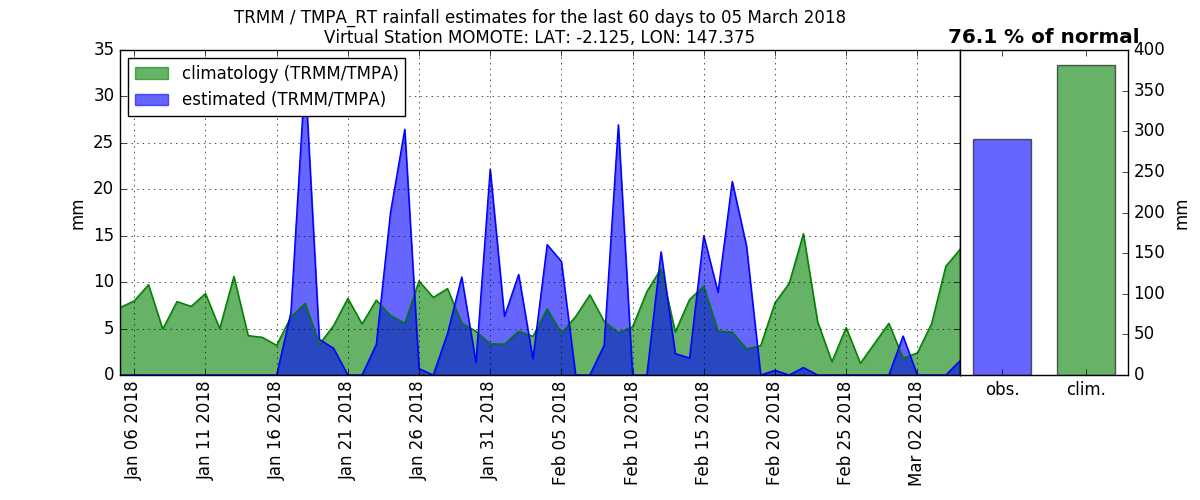 TRMM / TMPA_RT rainfall estimates for the last 60 days to 05 March 2018
Virtual Station MOMOTE: LAT: -2.125, LON: 147.375
76.1 % of normal
climatology (TRMM/TMPA)
estimated (TRMM/TMPA)
35
30
25
20
15
10
5
0
mm
400
350
300
250
200
150
100
50
0
mm
Jan 06 2018
Jan 11 2018
Jan 16 2018
Jan 21 2018
Jan 26 2018
Jan 31 2018
Feb 05 2018
Feb 10 2018
Feb 15 2018
Feb 20 2018
Feb 25 2018
Mar 02 2018
obs.
clim.